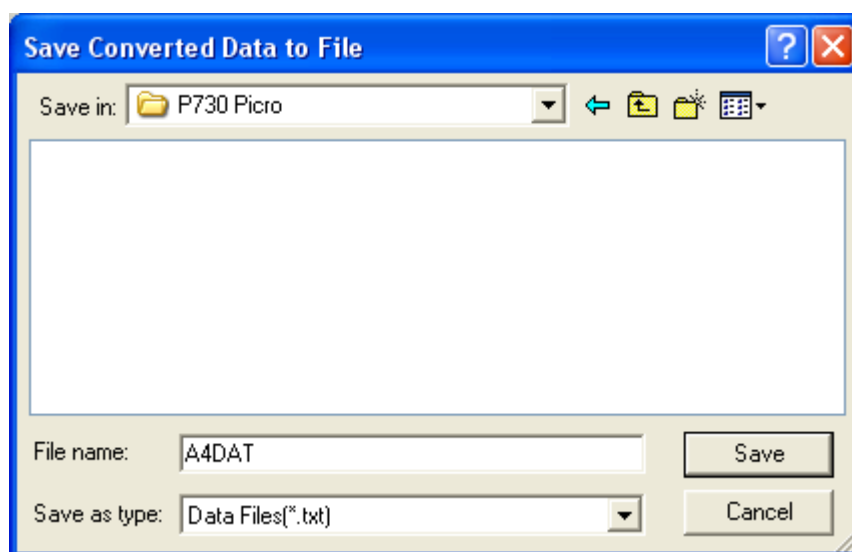 Save Converted Data to File
Save in: P730 Picro
File name: A4DAT Save
Save as type: Data Files(*.txt) Cancel